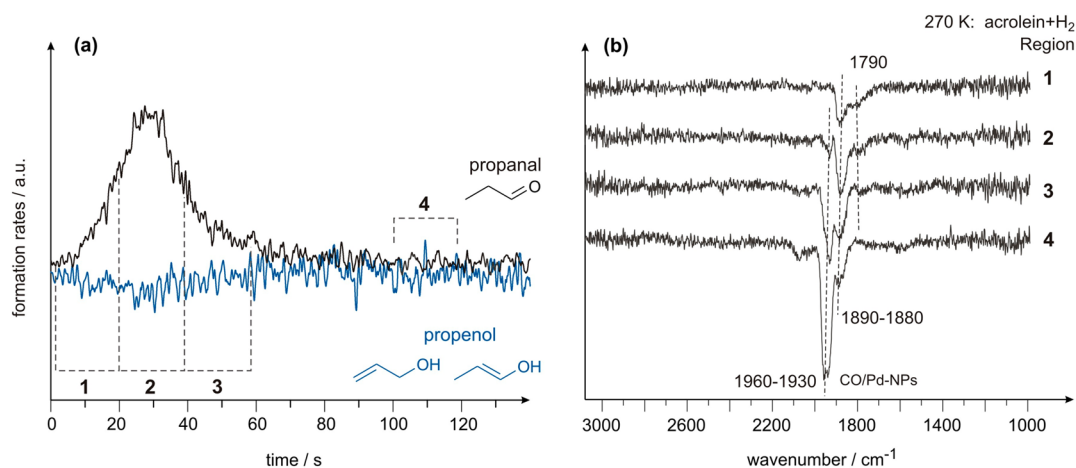 270 K: acrolein+H2
Region
(a)
(b)
formation rates / a.u.
propanal
O
4
propenol
OH
OH
1
2
3
0
20
40
60
80
100
120
time / s
1790
1
2
3
4
1890-1880
1960-1930
CO/Pd-NPs
3000
2600
2200
1800
1400
1000
wavenumber / cm-1